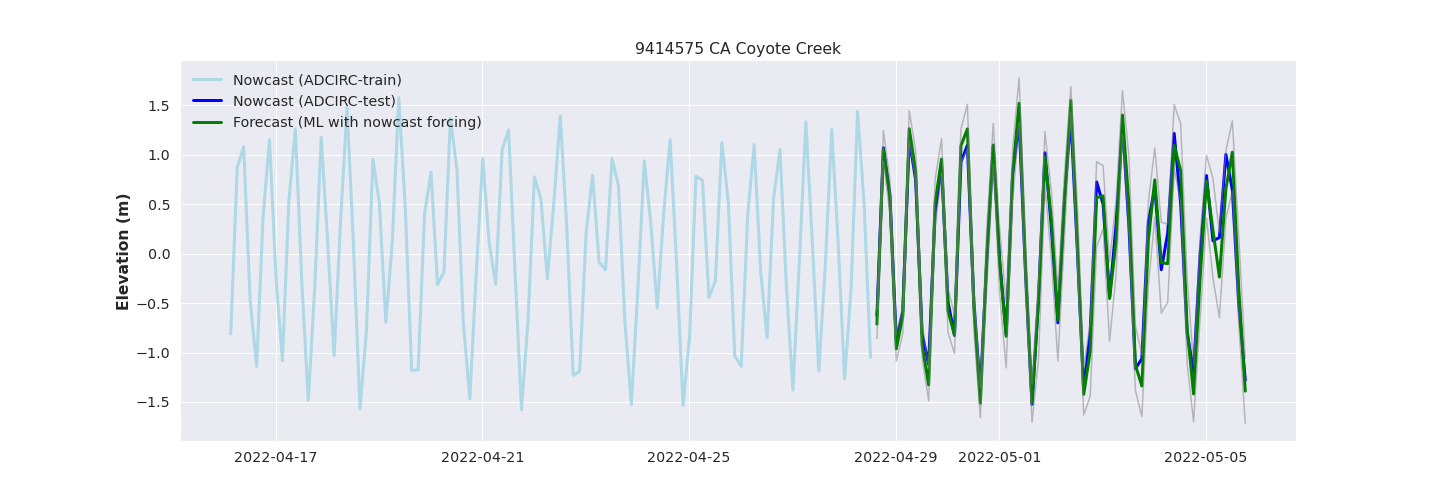 9414575 CA Coyote Creek
Nowcast (ADCIRC-train)
Nowcast (ADCIRC-test)
Forecast (ML with nowcast forcing)
Elevation (m)
1.5
1.0
0.5
0.0
−0.5
−1.0
−1.5
2022-04-17 2022-04-21 2022-04-25 2022-04-29 2022-05-01 2022-05-05